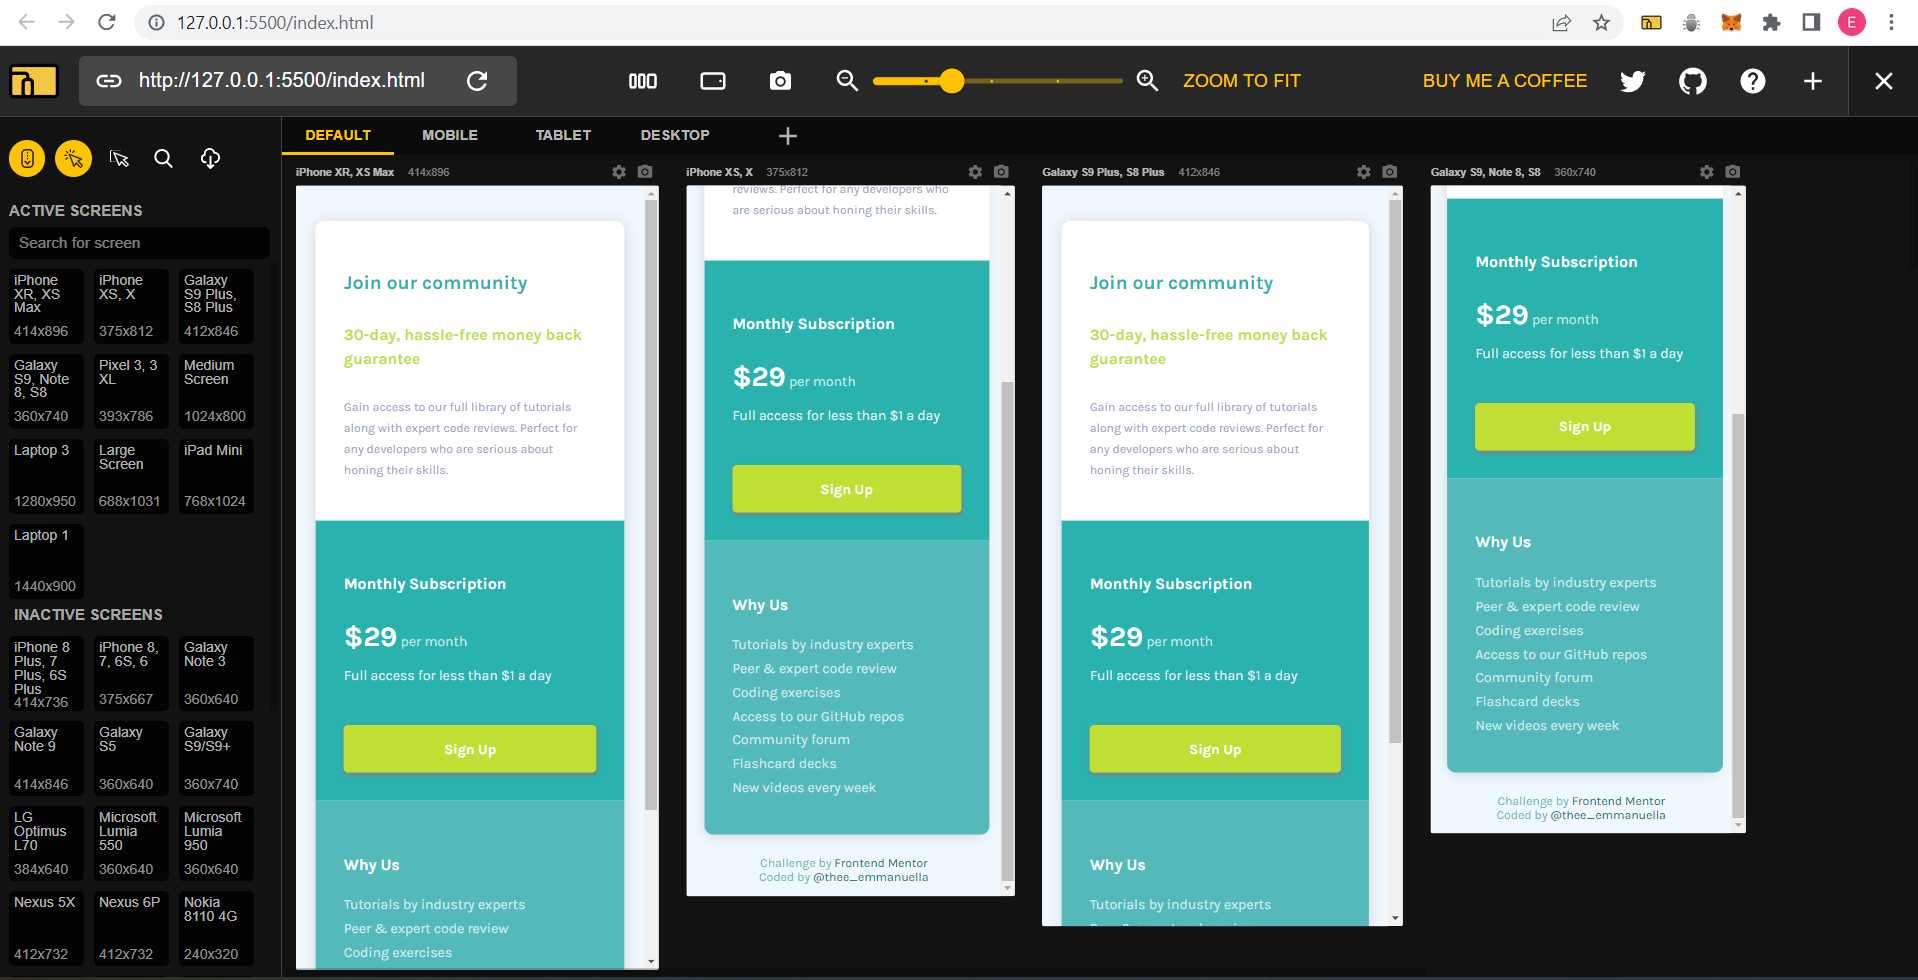 127.0.0.1:5500/index.html
E
http://127.0.0.1:5500/index.html
ZOOM TO FIT
BUY ME A COFFEE
DEFAULT
MOBILE
TABLET
DESKTOP
ACTIVE SCREENS
Search for screen
iPhone
XR, XS
Max
414x896
iPhone
XS, X
375x812
Galaxy
S9 Plus,
S8 Plus
412x846
Galaxy
S9, Note
8, S8
360x740
Pixel 3, 3
XL
393x786
Medium
Screen
1024x800
Laptop 3
1280x950
Large
Screen
688x1031
iPad Mini
768x1024
Laptop 1
1440x900
INACTIVE SCREENS
iPhone 8
Plus, 7
Plus, 6S
Plus
414x736
iPhone 8,
7, 6S, 6
375x667
Galaxy
Note 3
360x640
Galaxy
Note 9
414x846
Galaxy
S5
360x640
Galaxy
S9/S9+
360x740
LG
Optimus
L70
384x640
Microsoft
Lumia
550
360x640
Microsoft
Lumia
950
360x640
Nexus 5X
412x732
Nexus 6P
412x732
Nokia
8110 4G
240x320
iPhone XR, XS Max 414x896
Join our community
30-day, hassle-free money back
guarantee
Gain access to our full library of tutorials
along with expert code reviews. Perfect for
any developers who are serious about
honing their skills.
Monthly Subscription
$29 per month
Full access for less than $1 a day
Sign Up
Why Us
Tutorials by industry experts
Peer & expert code review
Coding exercises
iPhone XS, X 375x812
reviews. Perfect for any developers who
are serious about honing their skills.
Monthly Subscription
$29 per month
Full access for less than $1 a day
Sign Up
Why Us
Tutorials by industry experts
Peer & expert code review
Coding exercises
Access to our GitHub repos
Community forum
Flashcard decks
New videos every week
Challenge by Frontend Mentor
Coded by @thee_emmanuella
Galaxy S9 Plus, S8 Plus 412x846
Join our community
30-day, hassle-free money back
guarantee
Gain access to our full library of tutorials
along with expert code reviews. Perfect for
any developers who are serious about
honing their skills.
Monthly Subscription
$29 per month
Full access for less than $1 a day
Sign Up
Why Us
Tutorials by industry experts
Galaxy S9, Note 8, S8 360x740
Monthly Subscription
$29 per month
Full access for less than $1 a day
Sign Up
Why Us
Tutorials by industry experts
Peer & expert code review
Coding exercises
Access to our GitHub repos
Community forum
Flashcard decks
New videos every week
Challenge by Frontend Mentor
Coded by @thee_emmanuella